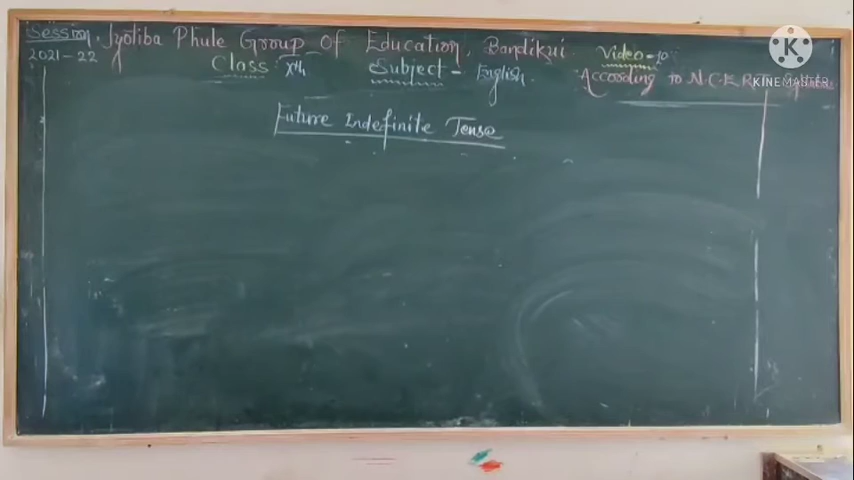 Session. Jyotiba Phule Group Of Education, Bandikui. Video-10
2021-22 Class: Xth Subject - English. According to N.C.E.R.T
Future Indefinite Tense
K
KINEMASTER